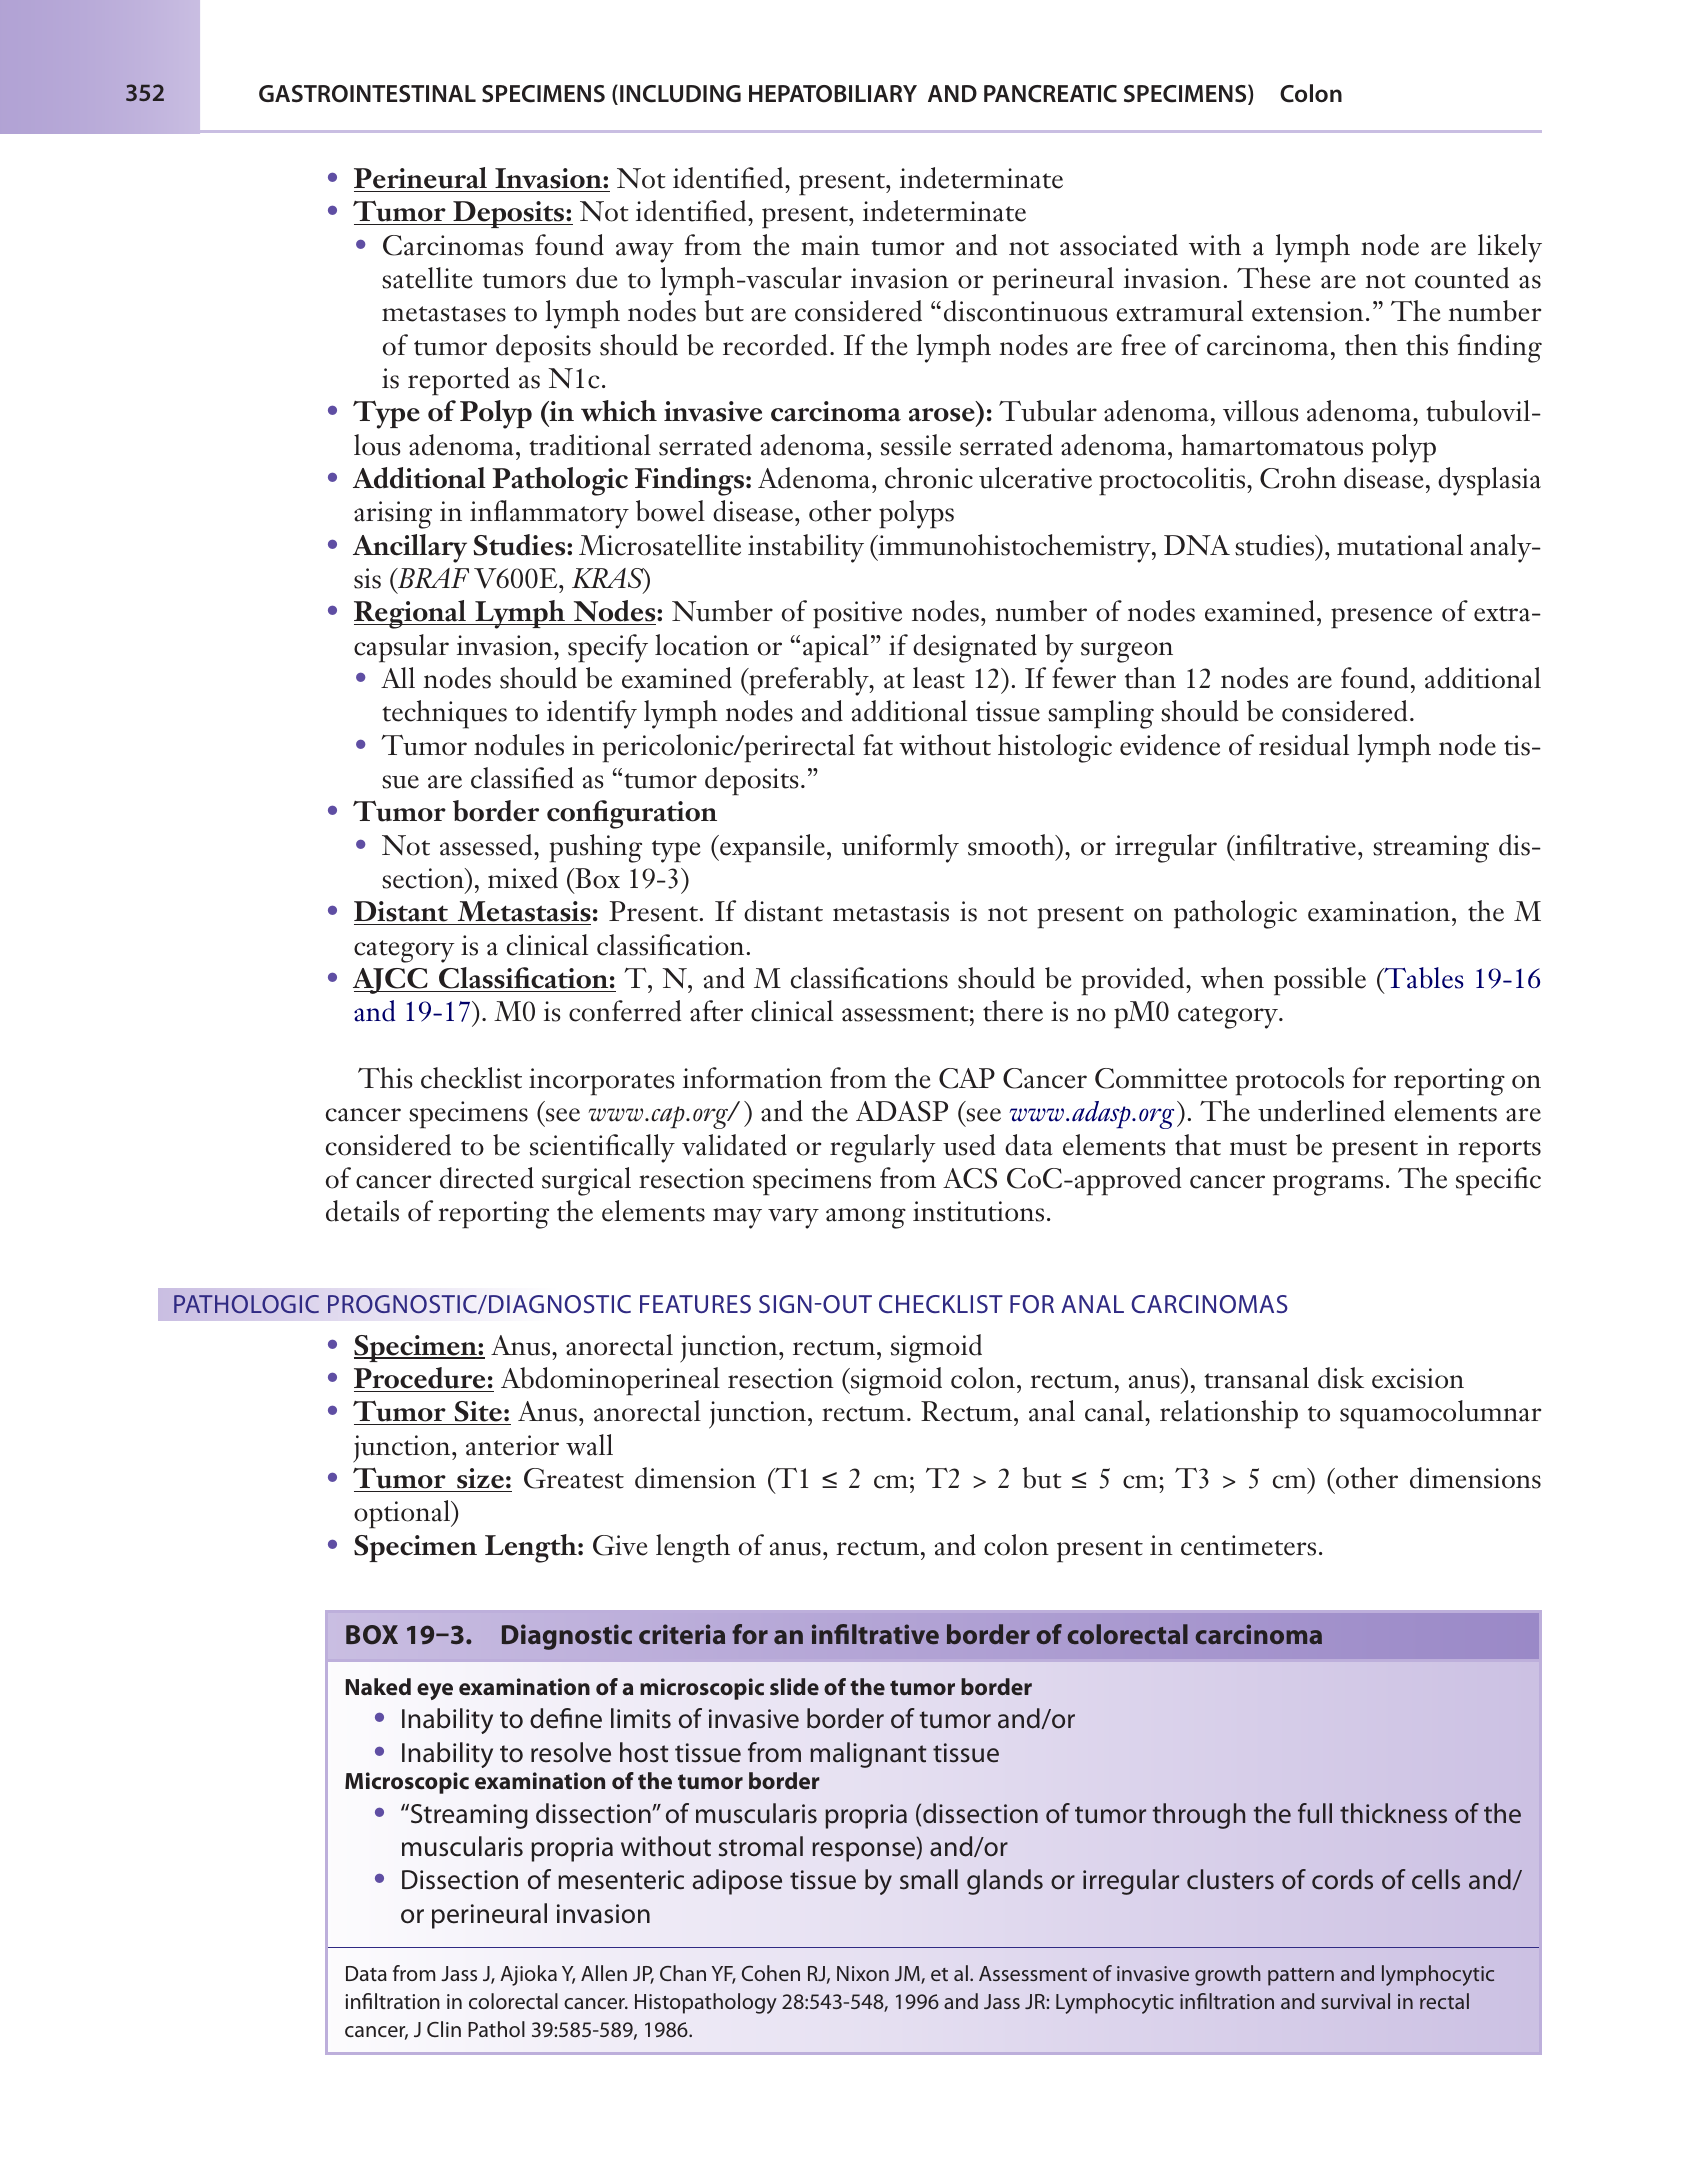 352
GASTROINTESTINAL SPECIMENS (INCLUDING HEPATOBILIARY AND PANCREATIC SPECIMENS) Colon
• Perineural Invasion: Not identified, present, indeterminate
• Tumor Deposits: Not identified, present, indeterminate
• Carcinomas found away from the main tumor and not associated with a lymph node are likely
satellite tumors due to lymph-vascular invasion or perineural invasion. These are not counted as
metastases to lymph nodes but are considered “discontinuous extramural extension.” The number
of tumor deposits should be recorded. If the lymph nodes are free of carcinoma, then this finding
is reported as N1c.
• Type of Polyp (in which invasive carcinoma arose): Tubular adenoma, villous adenoma, tubulovil-
lous adenoma, traditional serrated adenoma, sessile serrated adenoma, hamartomatous polyp
• Additional Pathologic Findings: Adenoma, chronic ulcerative proctocolitis, Crohn disease, dysplasia
arising in inflammatory bowel disease, other polyps
• Ancillary Studies: Microsatellite instability (immunohistochemistry, DNA studies), mutational analy-
sis (BRAF V600E, KRAS)
• Regional Lymph Nodes: Number of positive nodes, number of nodes examined, presence of extra-
capsular invasion, specify location or “apical” if designated by surgeon
• All nodes should be examined (preferably, at least 12). If fewer than 12 nodes are found, additional
techniques to identify lymph nodes and additional tissue sampling should be considered.
• Tumor nodules in pericolonic/perirectal fat without histologic evidence of residual lymph node tis-
sue are classified as “tumor deposits.”
• Tumor border configuration
• Not assessed, pushing type (expansile, uniformly smooth), or irregular (infiltrative, streaming dis-
section), mixed (Box 19-3)
• Distant Metastasis: Present. If distant metastasis is not present on pathologic examination, the M
category is a clinical classification.
• AJCC Classification: T, N, and M classifications should be provided, when possible (Tables 19-16
and 19-17). M0 is conferred after clinical assessment; there is no pM0 category.
This checklist incorporates information from the CAP Cancer Committee protocols for reporting on
cancer specimens (see www.cap.org/) and the ADASP (see www.adasp.org). The underlined elements are
considered to be scientifically validated or regularly used data elements that must be present in reports
of cancer directed surgical resection specimens from ACS CoC-approved cancer programs. The specific
details of reporting the elements may vary among institutions.
PATHOLOGIC PROGNOSTIC/DIAGNOSTIC FEATURES SIGN-OUT CHECKLIST FOR ANAL CARCINOMAS
• Specimen: Anus, anorectal junction, rectum, sigmoid
• Procedure: Abdominoperineal resection (sigmoid colon, rectum, anus), transanal disk excision
• Tumor Site: Anus, anorectal junction, rectum. Rectum, anal canal, relationship to squamocolumnar
junction, anterior wall
• Tumor size: Greatest dimension (T1 ≤ 2 cm; T2 > 2 but ≤ 5 cm; T3 > 5 cm) (other dimensions
optional)
• Specimen Length: Give length of anus, rectum, and colon present in centimeters.
BOX 19–3. Diagnostic criteria for an infiltrative border of colorectal carcinoma
Naked eye examination of a microscopic slide of the tumor border
• Inability to define limits of invasive border of tumor and/or
• Inability to resolve host tissue from malignant tissue
Microscopic examination of the tumor border
• “Streaming dissection” of muscularis propria (dissection of tumor through the full thickness of the
muscularis propria without stromal response) and/or
• Dissection of mesenteric adipose tissue by small glands or irregular clusters of cords of cells and/
or perineural invasion
Data from Jass J, Ajioka Y, Allen JP, Chan YF, Cohen RJ, Nixon JM, et al. Assessment of invasive growth pattern and lymphocytic
infiltration in colorectal cancer. Histopathology 28:543-548, 1996 and Jass JR: Lymphocytic infiltration and survival in rectal
cancer, J Clin Pathol 39:585-589, 1986.